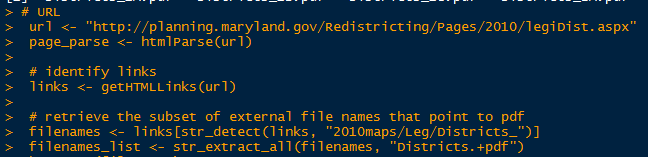 > # URL
>  url <- "http://planning.maryland.gov/Redistricting/Pages/2010/legiDist.aspx"
>  page_parse <- htmlParse(url)
>
>  # identify links
>  links <- getHTMLLinks(url)
>
>  # retrieve the subset of external file names that point to pdf
>  filenames <- links[str_detect(links, "2010maps/Leg/Districts_")]
>  filenames_list <- str_extract_all(filenames, "Districts.+pdf")